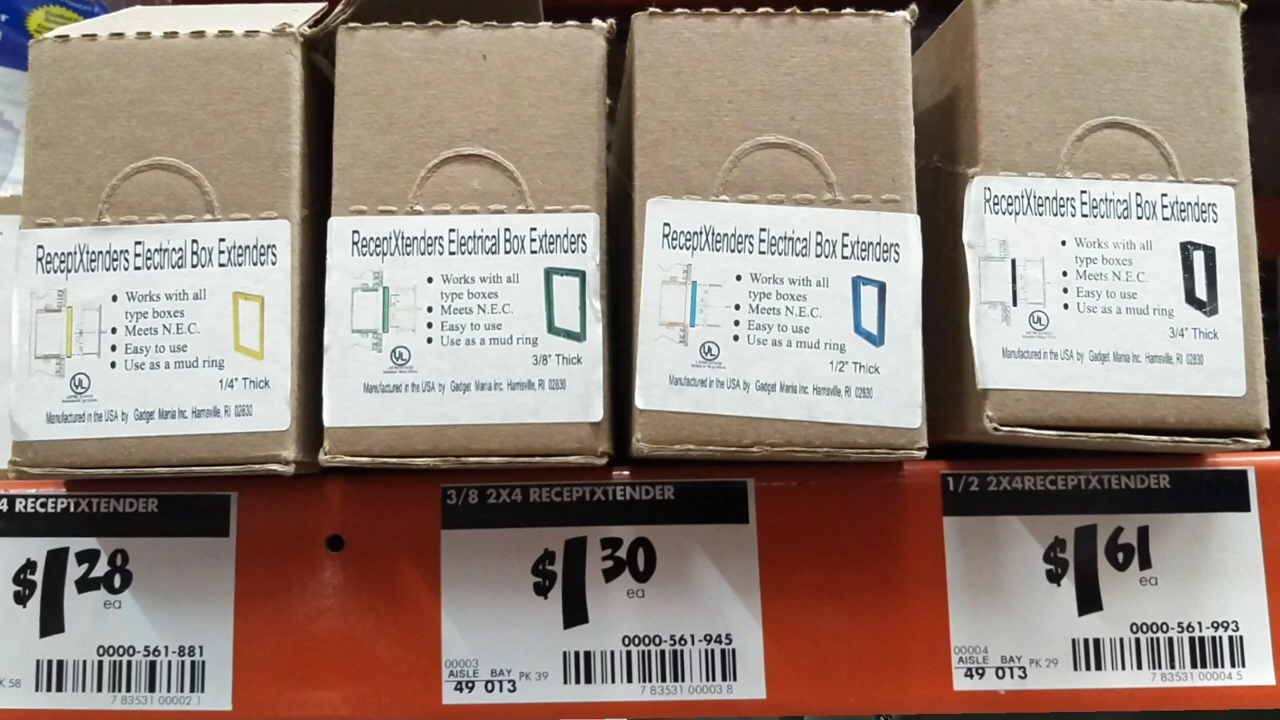 ReceptXtenders Electrical Box Extenders
• Works with all
type boxes
• Meets N.E.C.
• Easy to use
• Use as a mud ring
1/4" Thick
UL
Manufactured in the USA by Gadget Mania Inc. Harrisville, RI 02830
ReceptXtenders Electrical Box Extenders
• Works with all
type boxes
• Meets N.E.C.
• Easy to use
• Use as a mud ring
3/8" Thick
UL
Manufactured in the USA by Gadget Mania Inc. Harrisville, RI 02830
ReceptXtenders Electrical Box Extenders
• Works with all
type boxes
• Meets N.E.C.
• Easy to use
• Use as a mud ring
1/2" Thick
UL
Manufactured in the USA by Gadget Mania Inc. Harrisville, RI 02830
ReceptXtenders Electrical Box Extenders
• Works with all
type boxes
• Meets N.E.C.
• Easy to use
• Use as a mud ring
3/4" Thick
UL
Manufactured in the USA by Gadget Mania Inc. Harrisville, RI 02830
4 RECEPTXTENDER
$1 28
ea
0000-561-881
K 58
7 83531 00002 1
3/8 2X4 RECEPTXTENDER
$1 30
ea
0000-561-945
00003
AISLE BAY
49 013
PK 39
7 83531 00003 8
1/2 2X4RECEPTXTENDER
$1 61
ea
0000-561-993
00004
AISLE BAY
49 013
PK 29
7 83531 00004 5